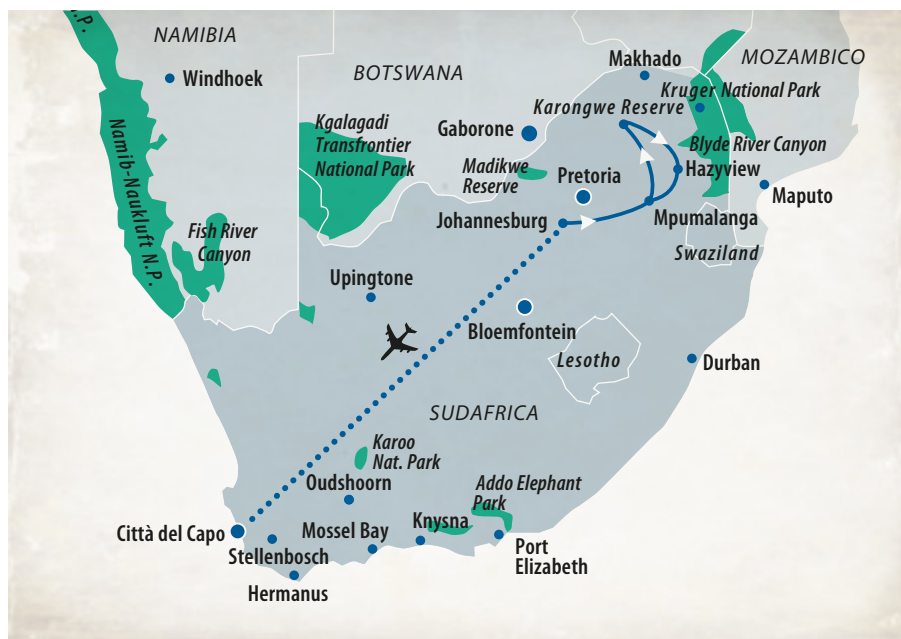 N.P.
NAMIBIA
Windhoek
BOTSWANA
Makhado
MOZAMBICO
Kruger National Park
Karongwe Reserve
Kgalagadi
Transfrontier
National Park
Gaborone
Blyde River Canyon
Madikwe
Reserve
Pretoria
Hazyview
Maputo
Namib-Naukluft N.P.
Johannesburg
Mpumalanga
Fish River
Canyon
Swaziland
Upingtone
Bloemfontein
Lesotho
Durban
SUDAFRICA
Karoo
Nat. Park
Oudshoorn
Addo Elephant
Park
Città del Capo
Mossel Bay
Knysna
Stellenbosch
Port
Elizabeth
Hermanus